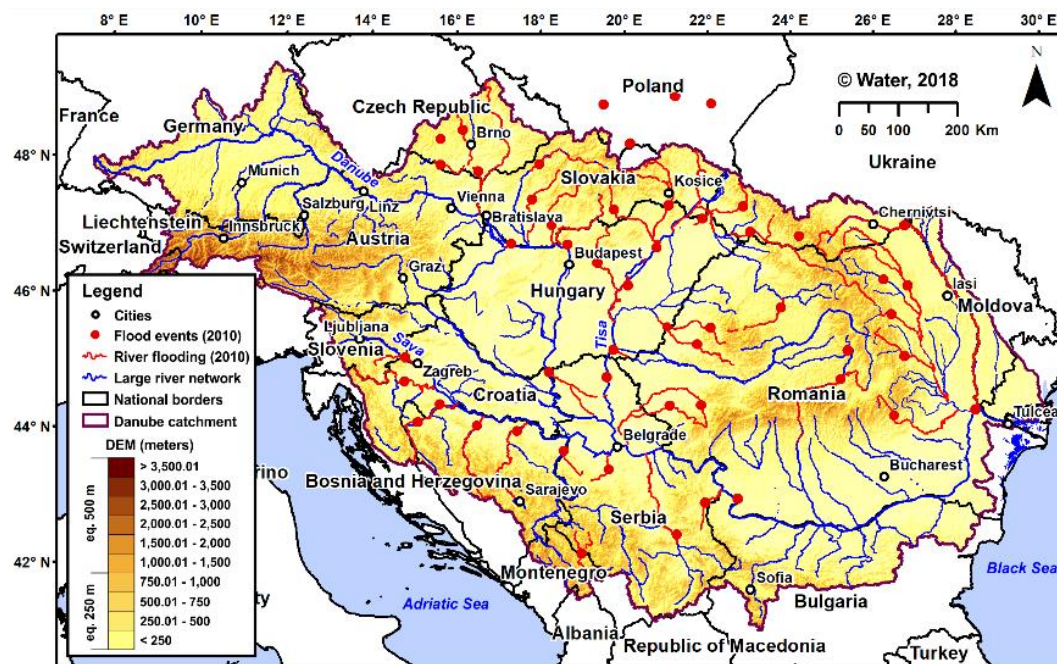 8° E 10° E 12° E 14° E 16° E 18° E 20° E 22° E 24° E 26° E 28° E 30° E
N
© Water, 2018
0 50 100 200 Km
Poland
Czech Republic
France
Germany
Brno
48° N
Ukraine
Danube
Munich
Slovakia
Kosice
Salzburg
Linz
Vienna
Chernivtsi
Liechtenstein
Innsbruck
Bratislava
Switzerland
Austria
Budapest
Graz
Iasi
46° N
Hungary
Moldova
Legend
Cities
Flood events (2010)
River flooding (2010)
Large river network
National borders
Danube catchment
DEM (meters)
> 3,500.01
3,000.01 - 3,500
2,500.01 - 3,000
2,000.01 - 2,500
1,500.01 - 2,000
1,000.01 - 1,500
750.01 - 1,000
500.01 - 750
250.01 - 500
< 250
eq. 500 m
eq. 250 m
Ljubljana
Sava
Tisa
Slovenia
Zagreb
Croatia
Romania
44° N
Tulcea
Belgrade
Bucharest
rino
Bosnia and Herzegovina
Sarajevo
Serbia
42° N
Montenegro
Sofia
Black Sea
Adriatic Sea
Bulgaria
Albania
Republic of Macedonia
Turkey